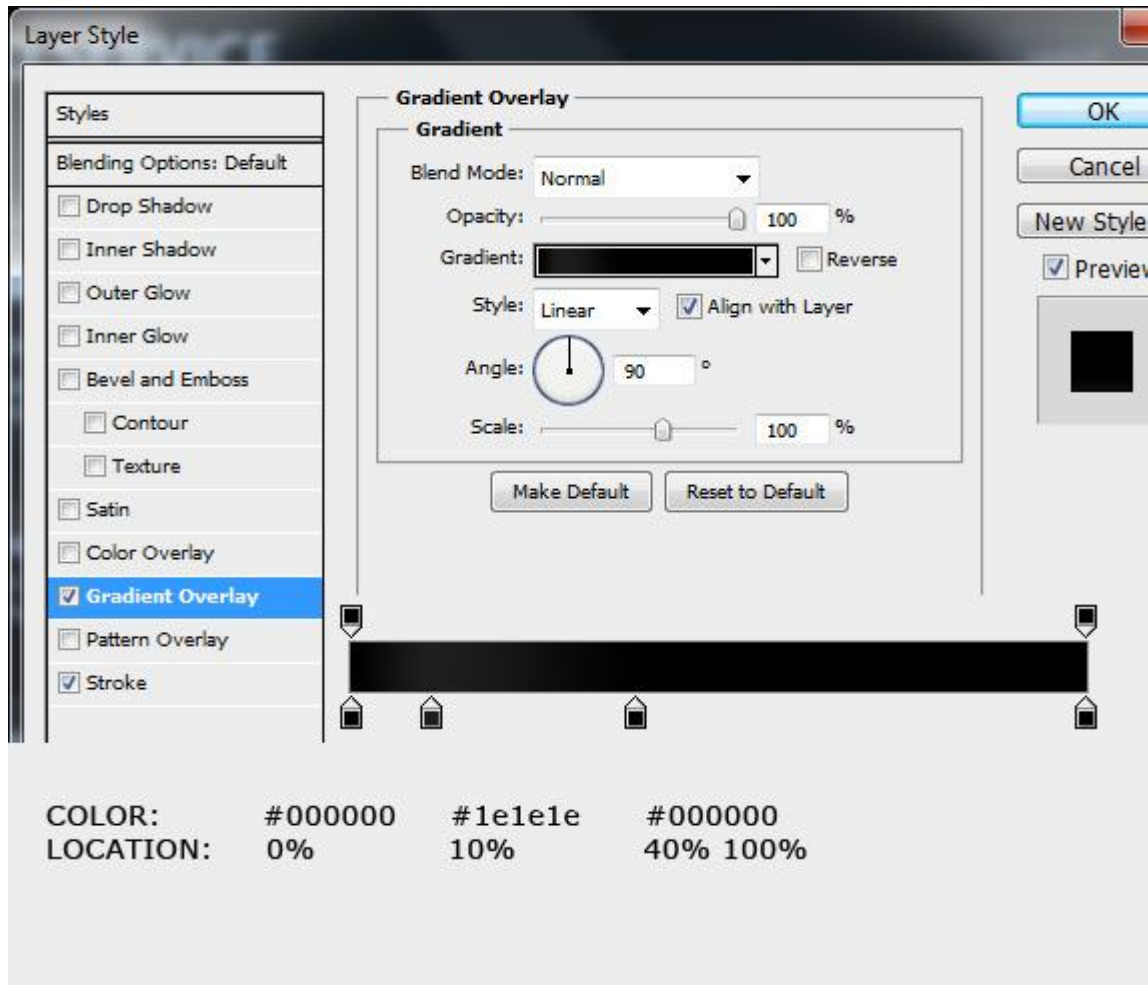 Layer Style
Styles
Blending Options: Default
Drop Shadow
Inner Shadow
Outer Glow
Inner Glow
Bevel and Emboss
Contour
Texture
Satin
Color Overlay
Gradient Overlay
Pattern Overlay
Stroke
Gradient Overlay
Gradient
Blend Mode: Normal
Opacity: 100 %
Gradient: Reverse
Style: Linear Align with Layer
Angle: 90 °
Scale: 100 %
Make Default Reset to Default
OK
Cancel
New Style
Preview
COLOR: #000000 #1e1e1e #000000
LOCATION: 0% 10% 40% 100%